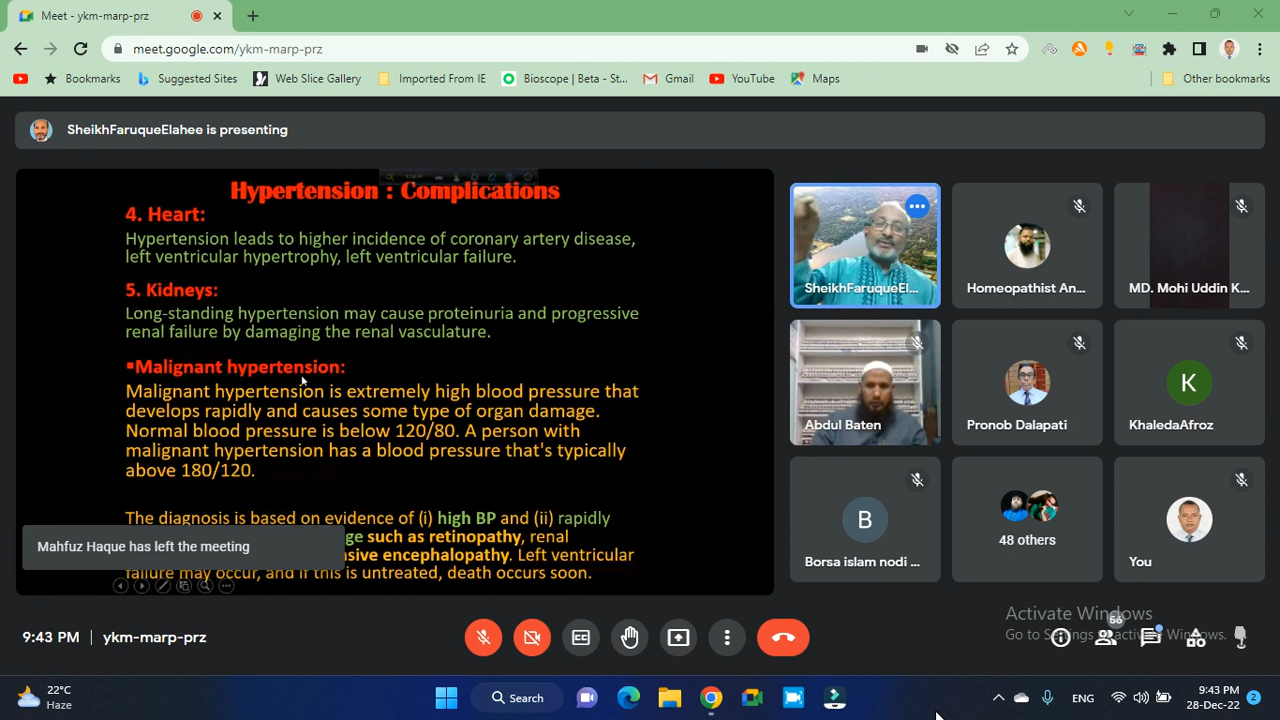 Meet - ykm-marp-prz
meet.google.com/ykm-marp-prz
Bookmarks
Suggested Sites
Web Slice Gallery
Imported From IE
Bioscope | Beta - St...
Gmail
YouTube
Maps
Other bookmarks
SheikhFaruqueElahee is presenting
Hypertension : Complications
4. Heart:
Hypertension leads to higher incidence of coronary artery disease,
left ventricular hypertrophy, left ventricular failure.
5. Kidneys:
Long-standing hypertension may cause proteinuria and progressive
renal failure by damaging the renal vasculature.
▪Malignant hypertension:
Malignant hypertension is extremely high blood pressure that
develops rapidly and causes some type of organ damage.
Normal blood pressure is below 120/80. A person with
malignant hypertension has a blood pressure that's typically
above 180/120.
The diagnosis is based on evidence of (i) high BP and (ii) rapidly
ge such as retinopathy, renal
sive encephalopathy. Left ventricular
failure may occur, and if this is untreated, death occurs soon.
Mahfuz Haque has left the meeting
SheikhFaruqueEl...
Homeopathist An...
MD. Mohi Uddin K...
Abdul Baten
Pronob Dalapati
K
KhaledaAfroz
B
Borsa islam nodi ...
48 others
You
Activate Windows
Go to Settings to activate Windows.
56
9:43 PM | ykm-marp-prz
22°C
Haze
Search
ENG
9:43 PM
28-Dec-22
2